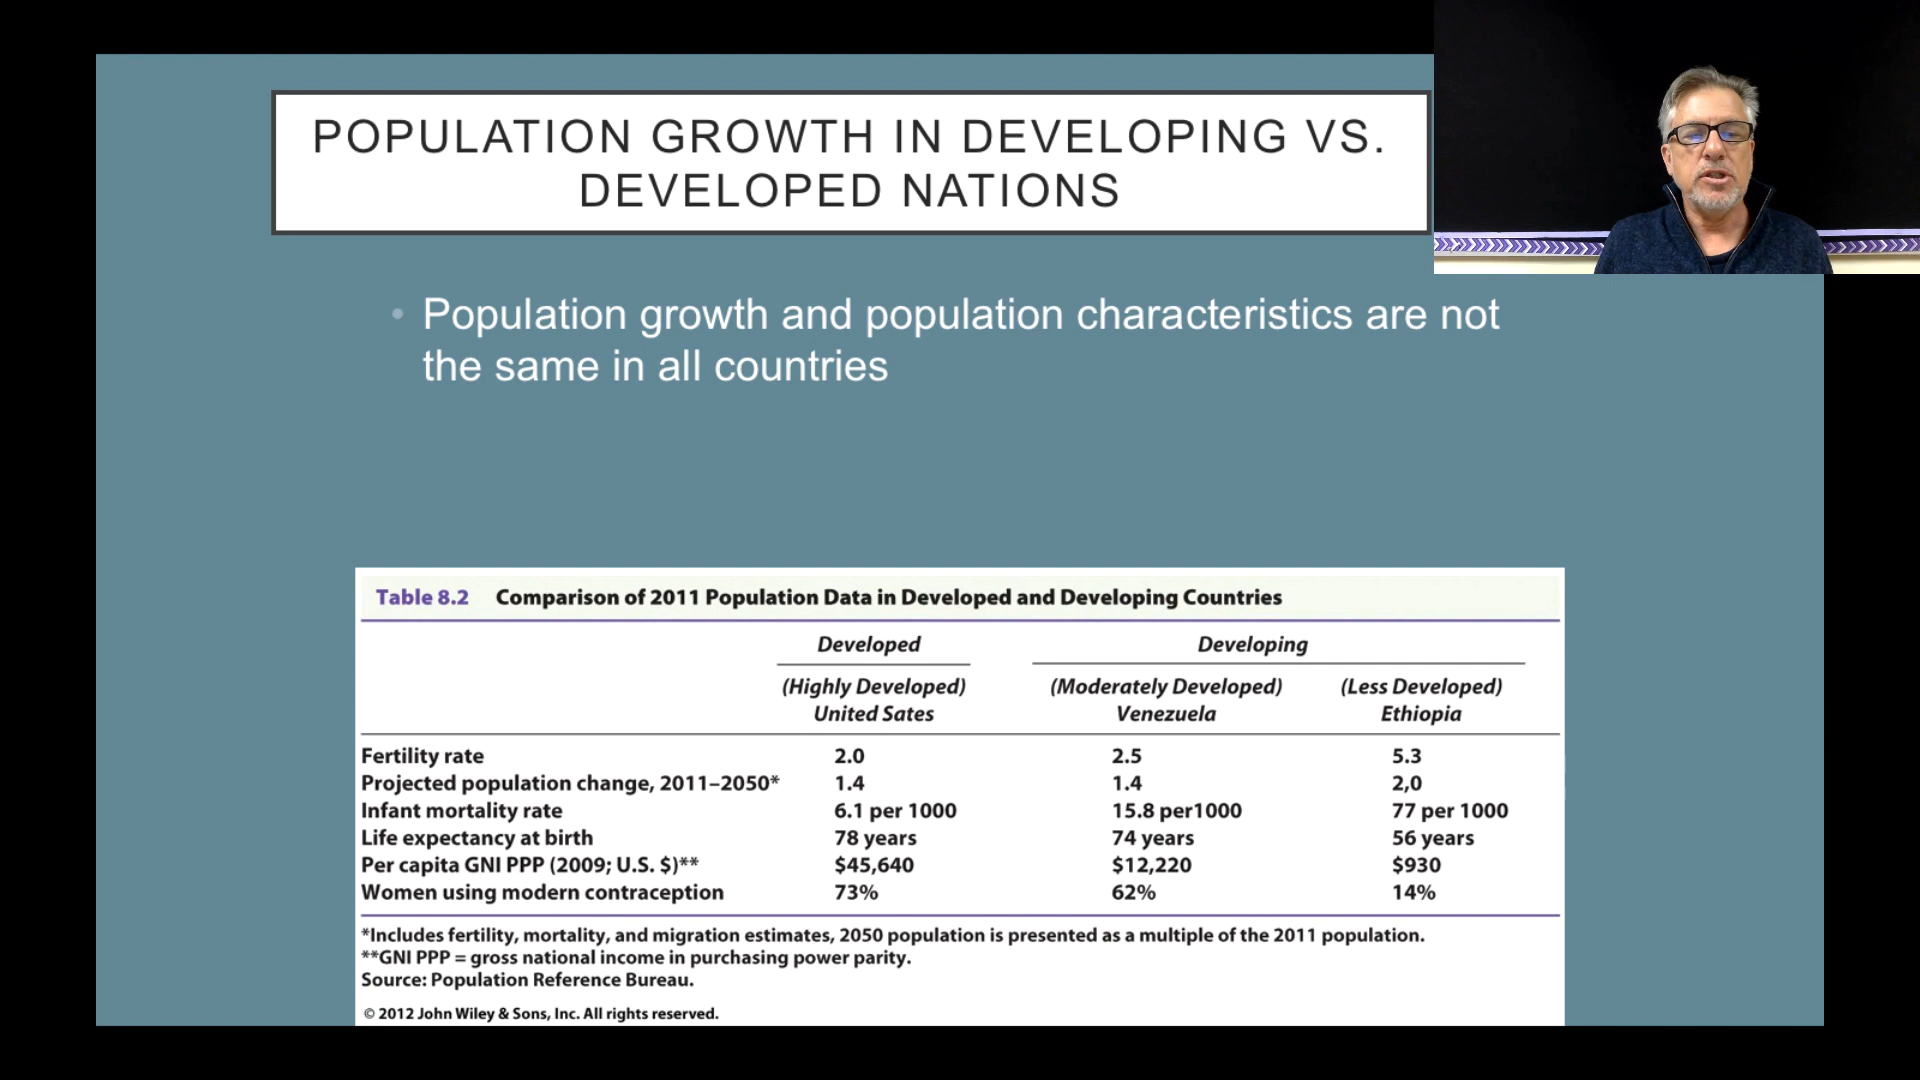 POPULATION GROWTH IN DEVELOPING VS.
DEVELOPED NATIONS
• Population growth and population characteristics are not
the same in all countries
Table 8.2 Comparison of 2011 Population Data in Developed and Developing Countries
Developed Developing
(Highly Developed) (Moderately Developed) (Less Developed)
United Sates Venezuela Ethiopia
Fertility rate 2.0 2.5 5.3
Projected population change, 2011–2050* 1.4 1.4 2,0
Infant mortality rate 6.1 per 1000 15.8 per1000 77 per 1000
Life expectancy at birth 78 years 74 years 56 years
Per capita GNI PPP (2009; U.S. $)** $45,640 $12,220 $930
Women using modern contraception 73% 62% 14%
*Includes fertility, mortality, and migration estimates, 2050 population is presented as a multiple of the 2011 population.
**GNI PPP = gross national income in purchasing power parity.
Source: Population Reference Bureau.
© 2012 John Wiley & Sons, Inc. All rights reserved.